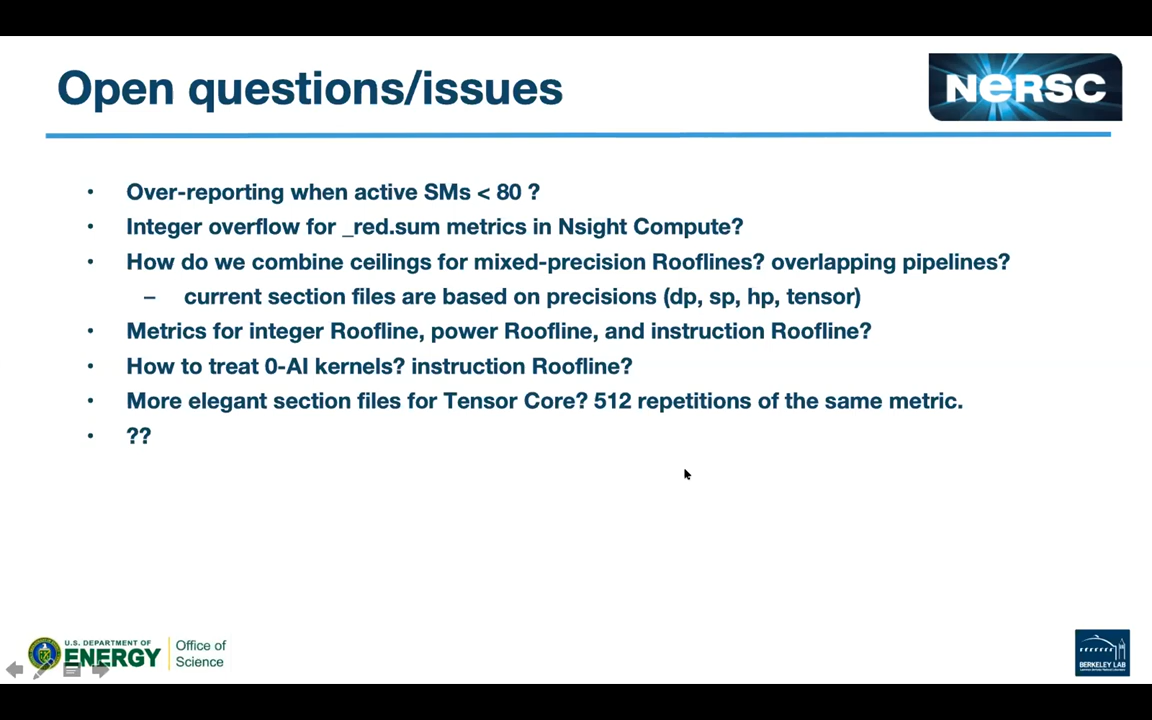 Open questions/issues
NERSC
• Over-reporting when active SMs < 80 ?
• Integer overflow for _red.sum metrics in Nsight Compute?
• How do we combine ceilings for mixed-precision Rooflines? overlapping pipelines?
– current section files are based on precisions (dp, sp, hp, tensor)
• Metrics for integer Roofline, power Roofline, and instruction Roofline?
• How to treat 0-AI kernels? instruction Roofline?
• More elegant section files for Tensor Core? 512 repetitions of the same metric.
• ??
U.S. DEPARTMENT OF
ENERGY
Office of
Science
BERKELEY LAB